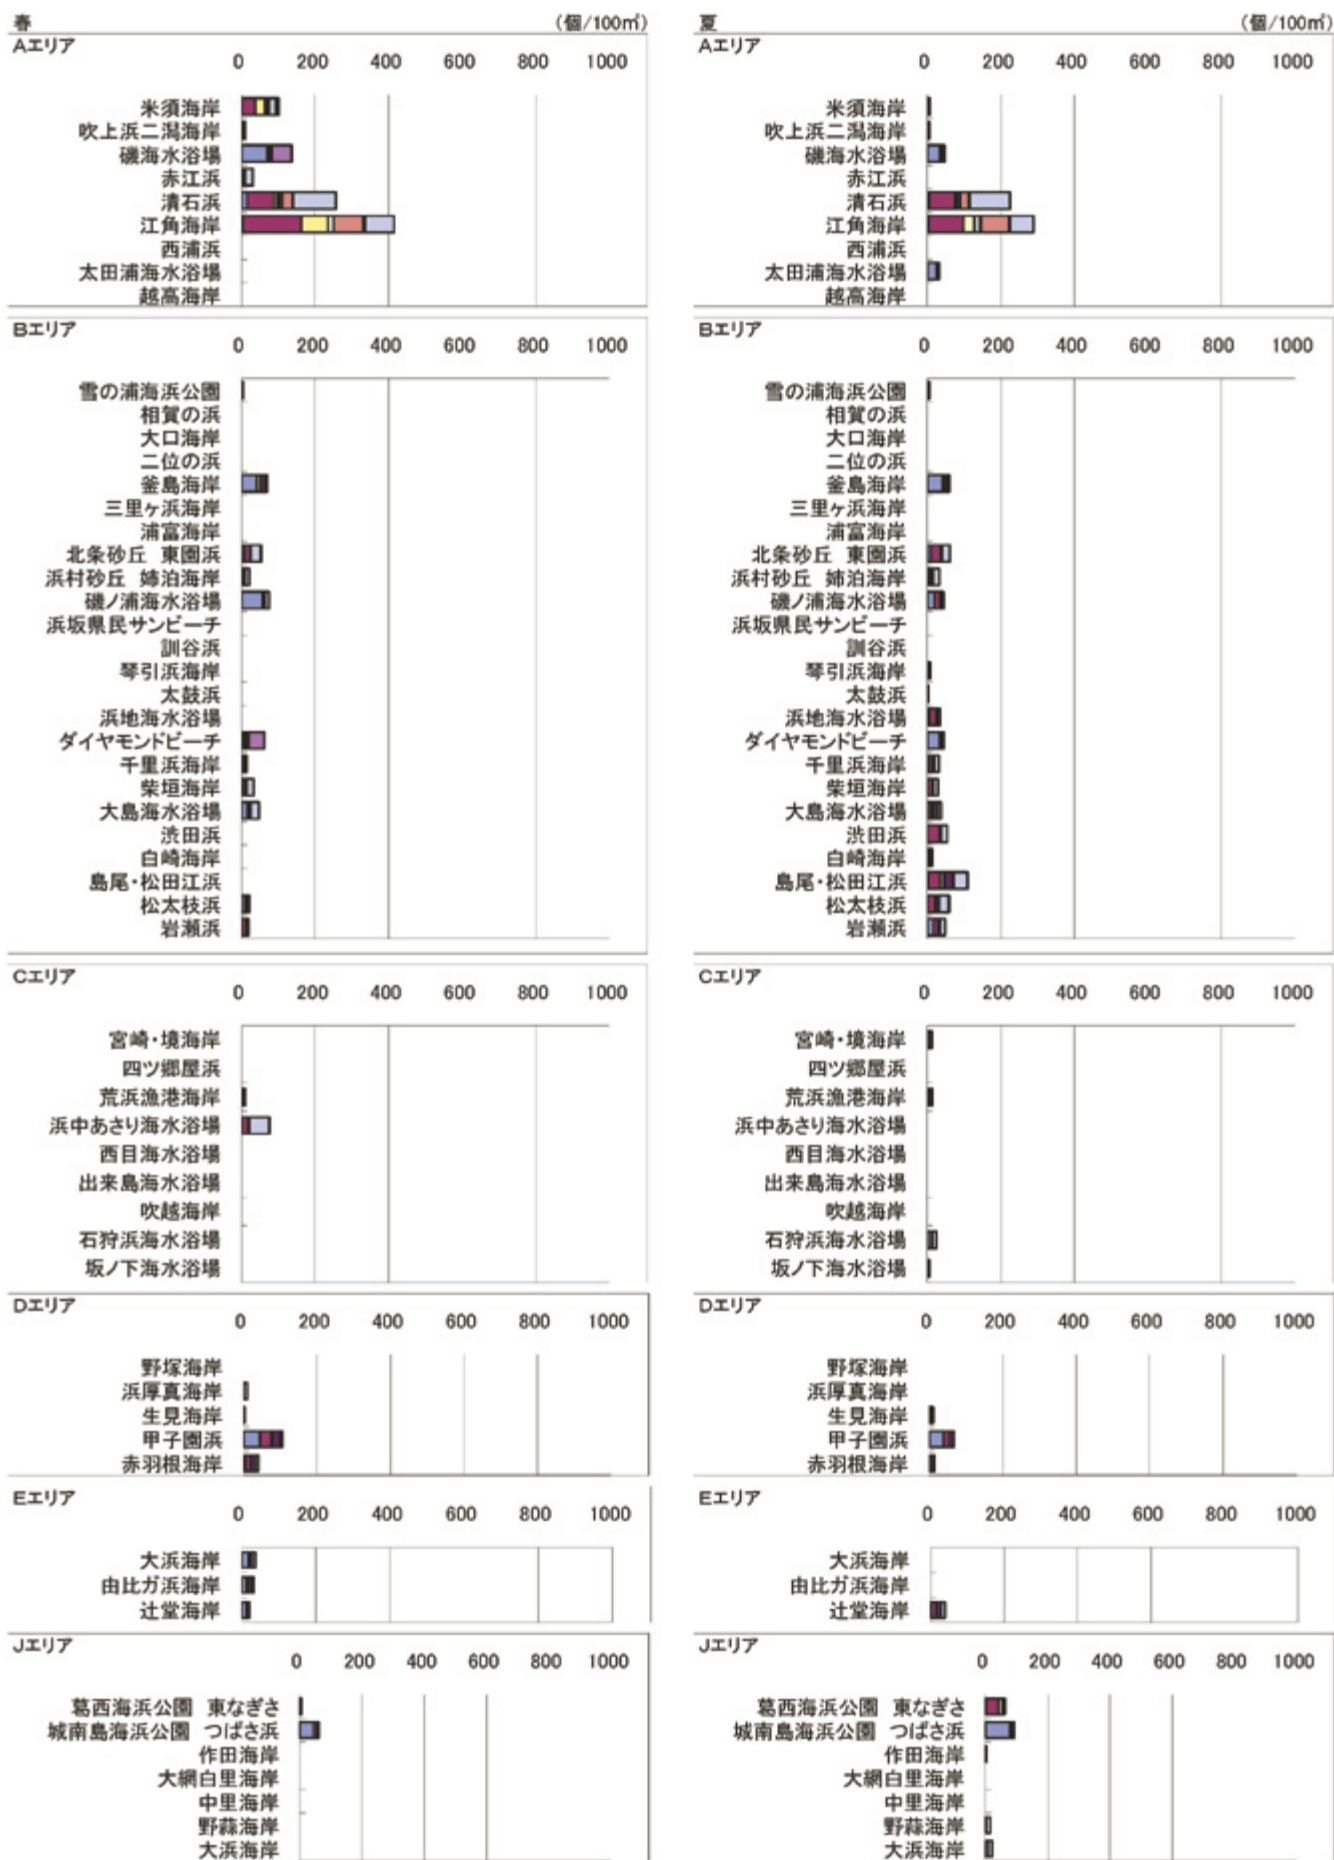 春 (個/100㎡)
Aエリア
0 200 400 600 800 1000
米須海岸
吹上浜二潟海岸
磯海水浴場
赤江浜
清石浜
江角海岸
西浦浜
太田浦海水浴場
越高海岸
Bエリア
0 200 400 600 800 1000
雪の浦海浜公園
相賀の浜
大口海岸
二位の浜
釜島海岸
三里ヶ浜海岸
浦富海岸
北条砂丘 東園浜
浜村砂丘 姉泊海岸
磯ノ浦海水浴場
浜坂県民サンビーチ
訓谷浜
琴引浜海岸
太鼓浜
浜地海水浴場
ダイヤモンドビーチ
千里浜海岸
柴垣海岸
大島海水浴場
渋田浜
白崎海岸
島尾・松田江浜
松太枝浜
岩瀬浜
Cエリア
0 200 400 600 800 1000
宮崎・境海岸
四ツ郷屋浜
荒浜漁港海岸
浜中あさり海水浴場
西目海水浴場
出来島海水浴場
吹越海岸
石狩浜海水浴場
坂ノ下海水浴場
Dエリア
0 200 400 600 800 1000
野塚海岸
浜厚真海岸
生見海岸
甲子園浜
赤羽根海岸
Eエリア
0 200 400 600 800 1000
大浜海岸
由比ガ浜海岸
辻堂海岸
Jエリア
0 200 400 600 800 1000
葛西海浜公園 東なぎさ
城南島海浜公園 つばさ浜
作田海岸
大網白里海岸
中里海岸
野蒜海岸
大浜海岸
夏 (個/100㎡)
Aエリア
0 200 400 600 800 1000
米須海岸
吹上浜二潟海岸
磯海水浴場
赤江浜
清石浜
江角海岸
西浦浜
太田浦海水浴場
越高海岸
Bエリア
0 200 400 600 800 1000
雪の浦海浜公園
相賀の浜
大口海岸
二位の浜
釜島海岸
三里ヶ浜海岸
浦富海岸
北条砂丘 東園浜
浜村砂丘 姉泊海岸
磯ノ浦海水浴場
浜坂県民サンビーチ
訓谷浜
琴引浜海岸
太鼓浜
浜地海水浴場
ダイヤモンドビーチ
千里浜海岸
柴垣海岸
大島海水浴場
渋田浜
白崎海岸
島尾・松田江浜
松太枝浜
岩瀬浜
Cエリア
0 200 400 600 800 1000
宮崎・境海岸
四ツ郷屋浜
荒浜漁港海岸
浜中あさり海水浴場
西目海水浴場
出来島海水浴場
吹越海岸
石狩浜海水浴場
坂ノ下海水浴場
Dエリア
0 200 400 600 800 1000
野塚海岸
浜厚真海岸
生見海岸
甲子園浜
赤羽根海岸
Eエリア
0 200 400 600 800 1000
大浜海岸
由比ガ浜海岸
辻堂海岸
Jエリア
0 200 400 600 800 1000
葛西海浜公園 東なぎさ
城南島海浜公園 つばさ浜
作田海岸
大網白里海岸
中里海岸
野蒜海岸
大浜海岸